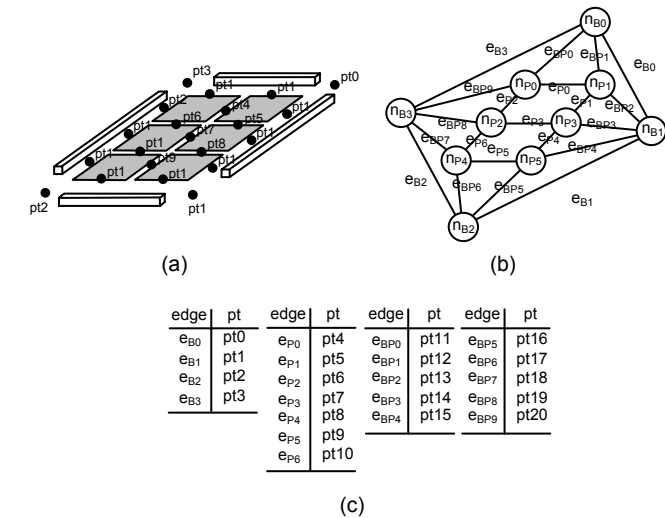 pt3
pt0
pt1
pt1
pt2
pt4
pt6
pt1
pt5
pt1
pt7
pt1
pt1
pt8
pt1
pt9
pt1
pt1
pt1
pt2
pt1
(a)
nB0
eB3
eBP0
eBP1
eB0
nP0
eP0
nP1
eBP9
eP2
eP1
eBP2
nB3
eBP8
nP2
eP3
nP3
eBP3
nB1
eBP7
eP6
eP4
eBP4
nP4
eP5
nP5
eB2
eBP6
eBP5
eB1
nB2
(b)
edge pt edge pt edge pt edge pt
eB0 pt0 eP0 pt4 eBP0 pt11 eBP5 pt16
eB1 pt1 eP1 pt5 eBP1 pt12 eBP6 pt17
eB2 pt2 eP2 pt6 eBP2 pt13 eBP7 pt18
eB3 pt3 eP3 pt7 eBP3 pt14 eBP8 pt19
eP4 pt8 eBP4 pt15 eBP9 pt20
eP5 pt9
eP6 pt10
(c)